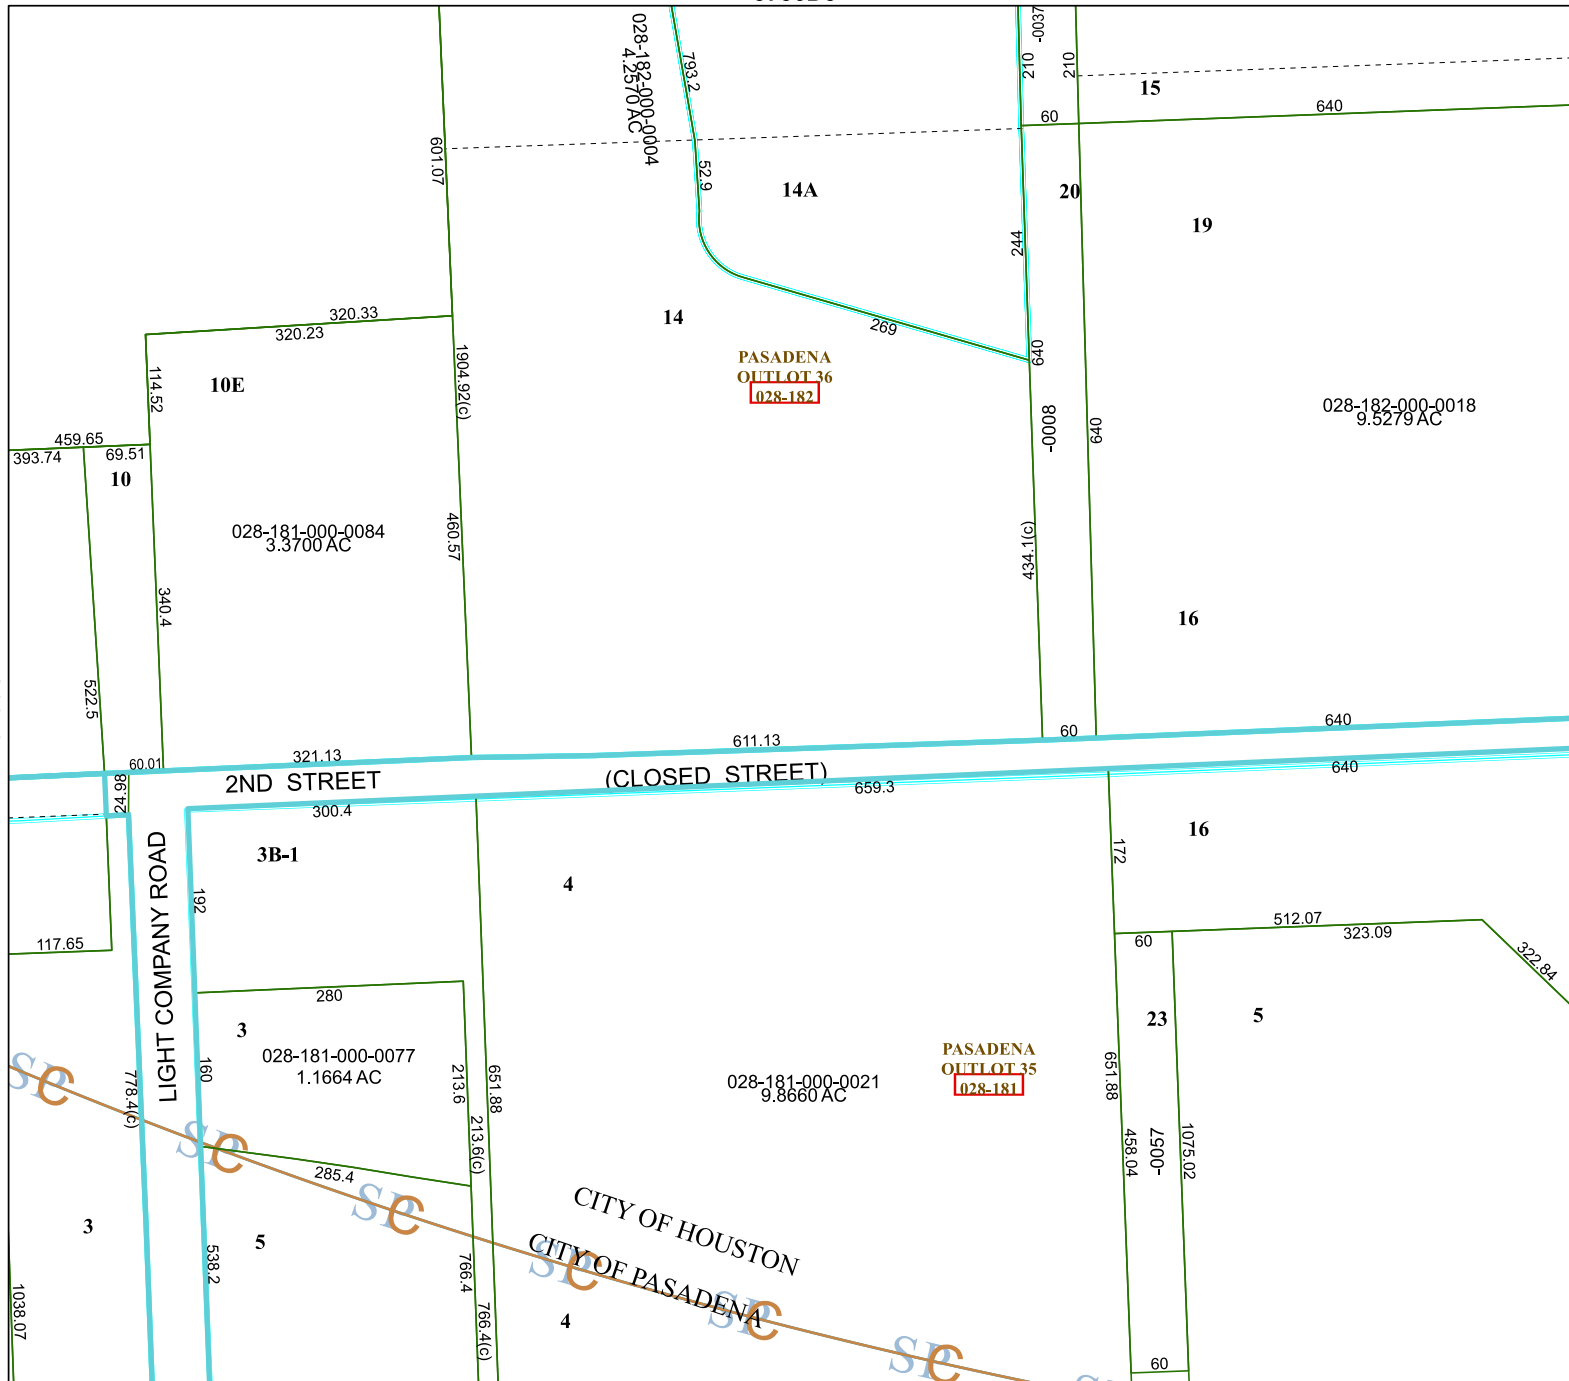 028-182-000-0004
4.2570 AC
793.2
210
-0037
210
15
60
640
601.07
52.9
14A
20
19
244
320.33
320.23
14
269
640
114.52
10E
1904.92(c)
PASADENA
OUTLOT 36
028-182
-0008
640
028-182-000-0018
9.5279 AC
459.65
393.74
69.51
10
028-181-000-0084
3.3700 AC
460.57
434.1(c)
340.4
16
522.5
60.01
321.13
611.13
60
640
24.98
2ND STREET
(CLOSED STREET)
640
300.4
659.3
LIGHT COMPANY ROAD
3B-1
192
4
172
16
117.65
512.07
60
323.09
322.84
280
3
23
5
028-181-000-0077
1.1664 AC
160
213.6
651.88
PASADENA
OUTLOT 35
028-181
028-181-000-0021
9.8660 AC
651.88
SP C
778.4(c)
213.6(c)
458.04
-0057
1075.02
SP C
285.4
SP C
CITY OF HOUSTON
CITY OF PASADENA
3
5
538.2
766.4
SP C
1038.07
766.4(c)
4
SP C
SP C
60